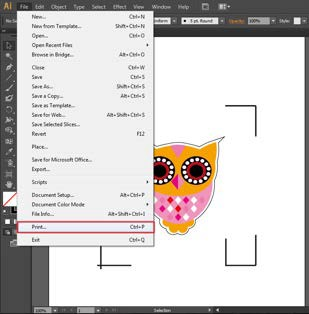 Ai File Edit Object Type Select Effect View Window Help
No Se
5 pt. Round
Opacity: 100%
Style:
New... Ctrl+N
New from Template... Shift+Ctrl+N
Open... Ctrl+O
Open Recent Files
Browse in Bridge... Alt+Ctrl+O
Close Ctrl+W
Save Ctrl+S
Save As... Shift+Ctrl+S
Save a Copy... Alt+Ctrl+S
Save as Template...
Save for Web... Alt+Shift+Ctrl+S
Save Selected Slices...
Revert F12
Place...
Save for Microsoft Office...
Export...
Scripts
Document Setup... Alt+Ctrl+P
Document Color Mode
File Info... Alt+Shift+Ctrl+I
Print... Ctrl+P
Exit Ctrl+Q
100% 1 Selection